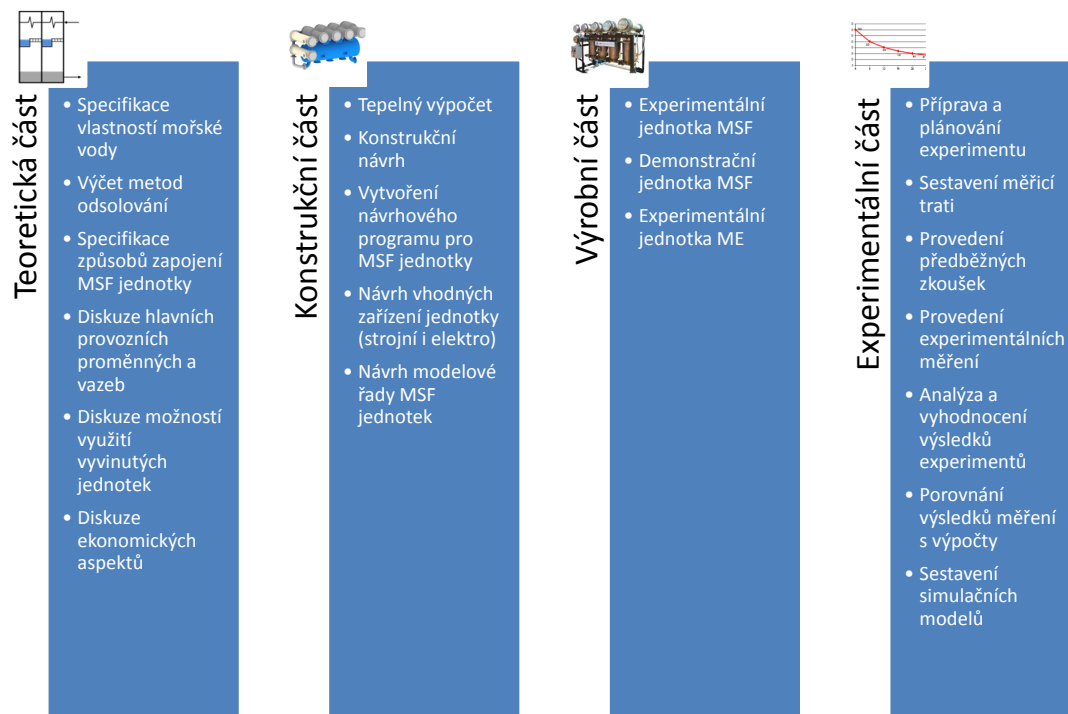 Teoretická část
• Specifikace
vlastností mořské
vody
• Výčet metod
odsolování
• Specifikace
způsobů zapojení
MSF jednotky
• Diskuze hlavních
provozních
proměnných a
vazeb
• Diskuze možností
využití
vyvinutých
jednotek
• Diskuze
ekonomických
aspektů
Konstrukční část
• Tepelný výpočet
• Konstrukční
návrh
• Vytvoření
návrhového
programu pro
MSF jednotky
• Návrh vhodných
zařízení jednotky
(strojní i elektro)
• Návrh modelové
řady MSF
jednotek
Výrobní část
• Experimentální
jednotka MSF
• Demonstrační
jednotka MSF
• Experimentální
jednotka ME
Experimentální část
• Příprava a
plánování
experimentu
• Sestavení měřicí
trati
• Provedení
předběžných
zkoušek
• Provedení
experimentálních
měření
• Analýza a
vyhodnocení
výsledků
experimentů
• Porovnání
výsledků měření
s výpočty
• Sestavení
simulačních
modelů